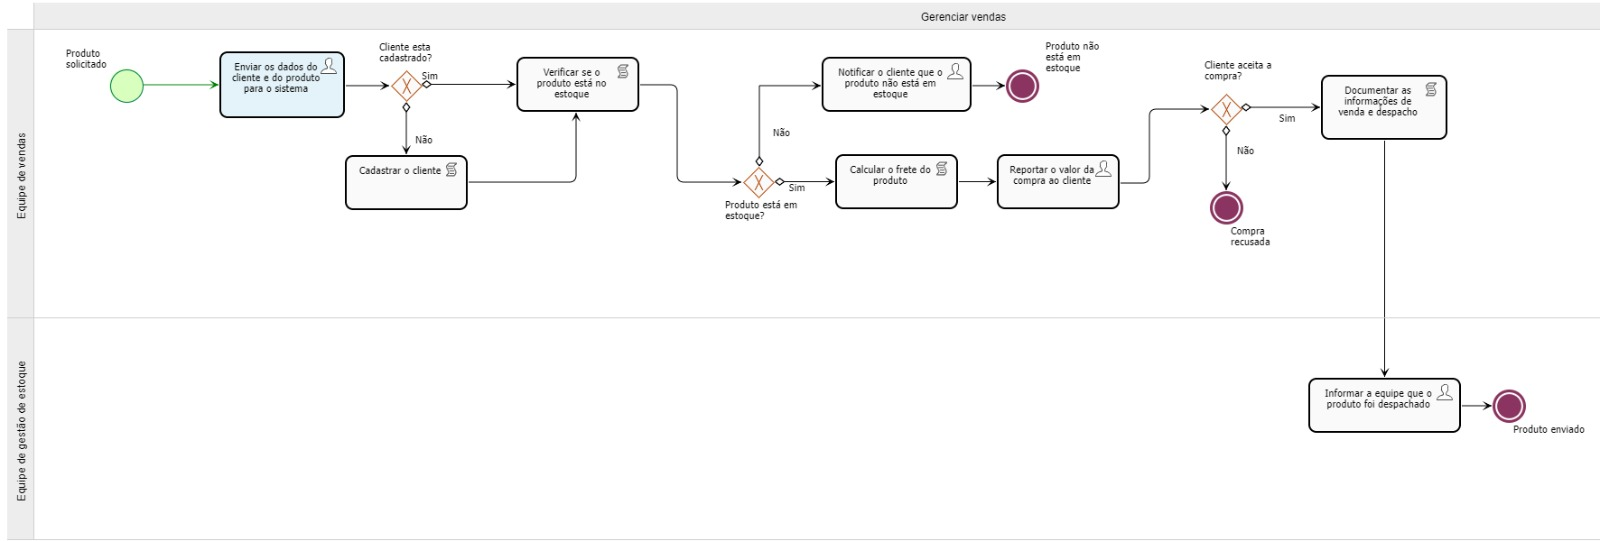 Gerenciar vendas
Equipe de vendas
Produto
solicitado
Enviar os dados do
cliente e do produto
para o sistema
Cliente esta
cadastrado?
Sim
Não
Cadastrar o cliente
Verificar se o
produto está no
estoque
Produto está em
estoque?
Não
Sim
Notificar o cliente que o
produto não está em
estoque
Produto não
está em
estoque
Calcular o frete do
produto
Reportar o valor da
compra ao cliente
Cliente aceita a
compra?
Sim
Não
Compra
recusada
Documentar as
informações de
venda e despacho
Equipe de gestão de estoque
Informar a equipe que o
produto foi despachado
Produto enviado